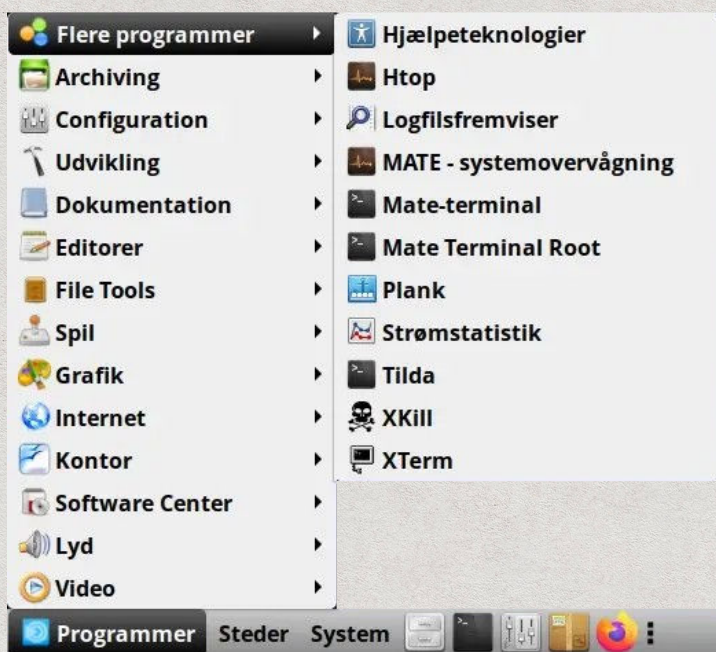 Flere programmer
Archiving
Configuration
Udvikling
Dokumentation
Editorer
File Tools
Spil
Grafik
Internet
Kontor
Software Center
Lyd
Video
Hjælpeteknologier
Htop
Logfilsfremviser
MATE - systemovervågning
Mate-terminal
Mate Terminal Root
Plank
Strømstatistik
Tilda
XKill
XTerm
Programmer Steder System